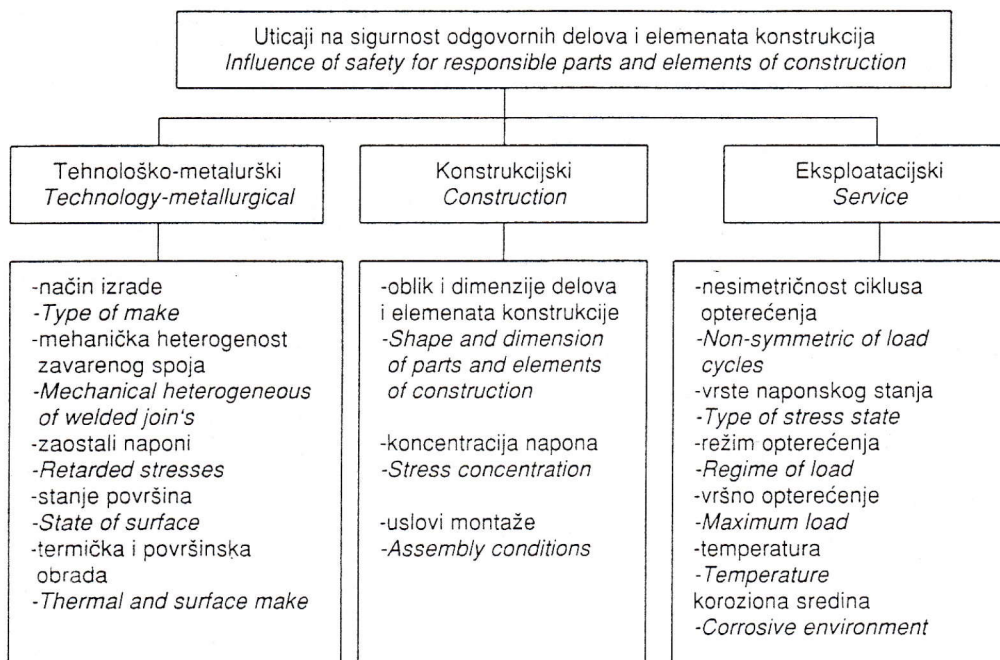 Uticaji na sigurnost odgovornih delova i elemenata konstrukcija
Influence of safety for responsible parts and elements of construction
Tehnološko-metalurški
Technology-metallurgical
-način izrade
-Type of make
-mehanička heterogenost
zavarenog spoja
-Mechanical heterogeneous
of welded join's
-zaostali naponi
-Retarded stresses
-stanje površina
-State of surface
-termička i površinska
obrada
-Thermal and surface make
Konstrukcijski
Construction
-oblik i dimenzije delova
i elemenata konstrukcije
-Shape and dimension
of parts and elements
of construction
-koncentracija napona
-Stress concentration
-uslovi montaže
-Assembly conditions
Eksploatacijski
Service
-nesimetričnost ciklusa
opterećenja
-Non-symmetric of load
cycles
-vrste naponskog stanja
-Type of stress state
-režim opterećenja
-Regime of load
-vršno opterećenje
-Maximum load
-temperatura
-Temperature
koroziona sredina
-Corrosive environment